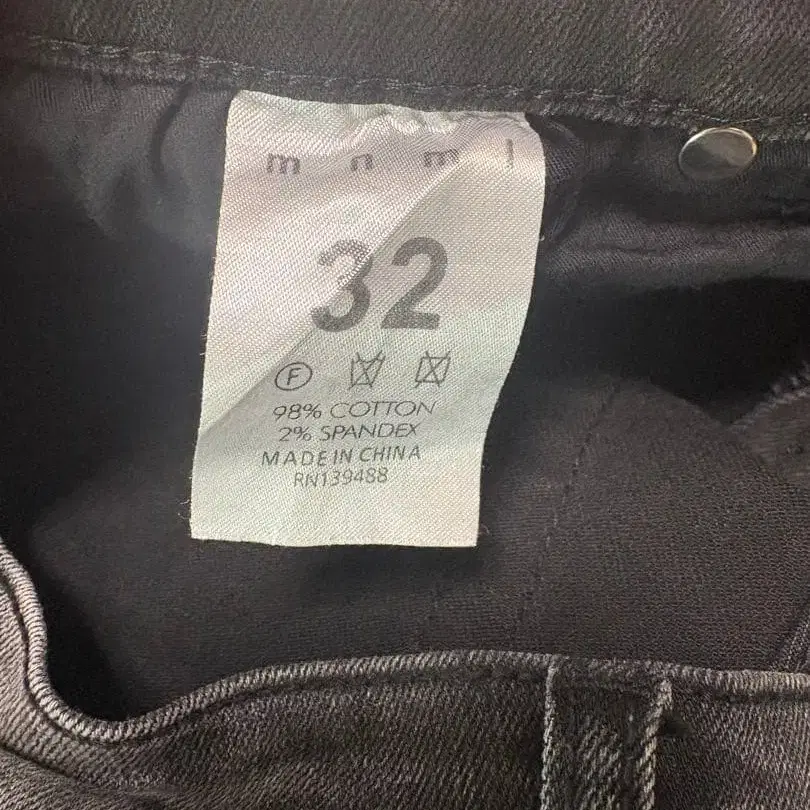 m n m l
32
F
98% COTTON
2% SPANDEX
MADE IN CHINA
RN139488